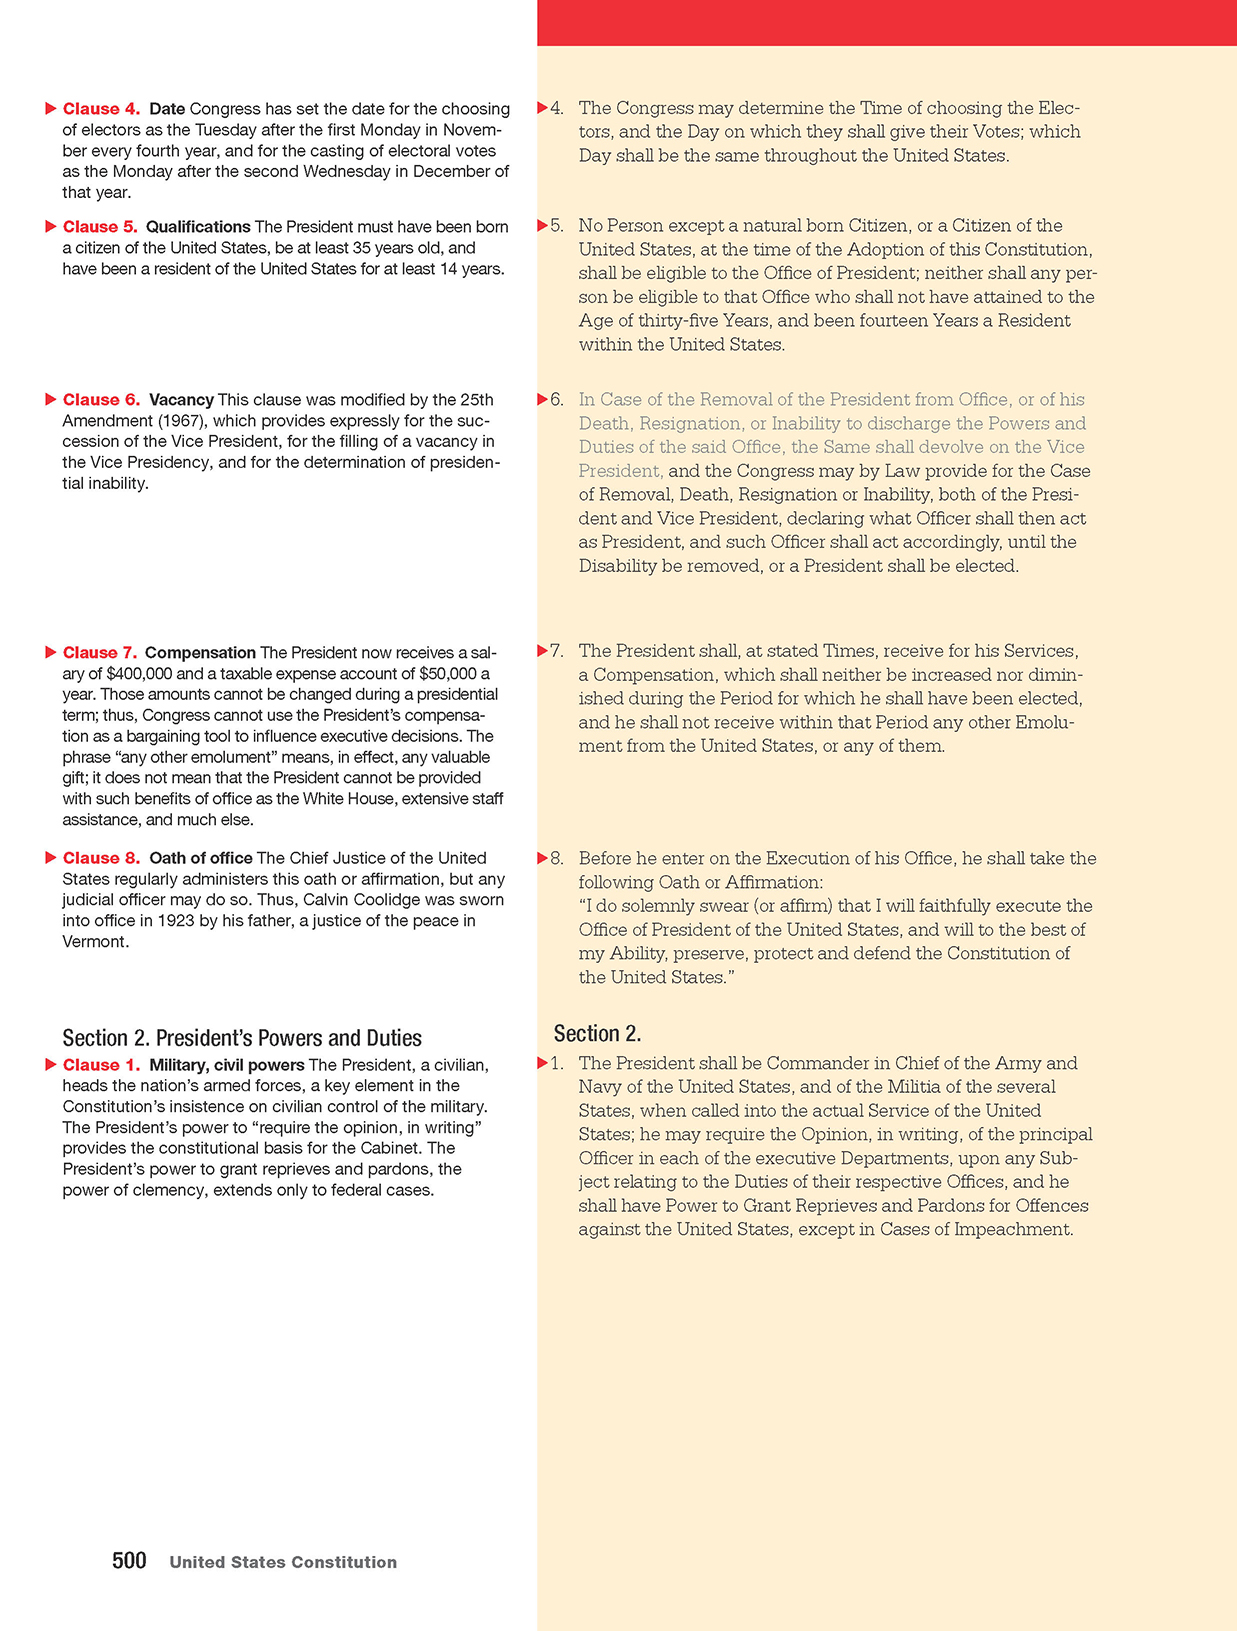 ▶ Clause 4. Date Congress has set the date for the choosing
of electors as the Tuesday after the first Monday in Novem-
ber every fourth year, and for the casting of electoral votes
as the Monday after the second Wednesday in December of
that year.
▶ Clause 5. Qualifications The President must have been born
a citizen of the United States, be at least 35 years old, and
have been a resident of the United States for at least 14 years.
▶ Clause 6. Vacancy This clause was modified by the 25th
Amendment (1967), which provides expressly for the suc-
cession of the Vice President, for the filling of a vacancy in
the Vice Presidency, and for the determination of presiden-
tial inability.
▶ Clause 7. Compensation The President now receives a sal-
ary of $400,000 and a taxable expense account of $50,000 a
year. Those amounts cannot be changed during a presidential
term; thus, Congress cannot use the President’s compensa-
tion as a bargaining tool to influence executive decisions. The
phrase “any other emolument” means, in effect, any valuable
gift; it does not mean that the President cannot be provided
with such benefits of office as the White House, extensive staff
assistance, and much else.
▶ Clause 8. Oath of office The Chief Justice of the United
States regularly administers this oath or affirmation, but any
judicial officer may do so. Thus, Calvin Coolidge was sworn
into office in 1923 by his father, a justice of the peace in
Vermont.
Section 2. President’s Powers and Duties
▶ Clause 1. Military, civil powers The President, a civilian,
heads the nation’s armed forces, a key element in the
Constitution’s insistence on civilian control of the military.
The President’s power to “require the opinion, in writing”
provides the constitutional basis for the Cabinet. The
President’s power to grant reprieves and pardons, the
power of clemency, extends only to federal cases.
▶4. The Congress may determine the Time of choosing the Elec-
tors, and the Day on which they shall give their Votes; which
Day shall be the same throughout the United States.
▶5. No Person except a natural born Citizen, or a Citizen of the
United States, at the time of the Adoption of this Constitution,
shall be eligible to the Office of President; neither shall any per-
son be eligible to that Office who shall not have attained to the
Age of thirty-five Years, and been fourteen Years a Resident
within the United States.
▶6. In Case of the Removal of the President from Office, or of his
Death, Resignation, or Inability to discharge the Powers and
Duties of the said Office, the Same shall devolve on the Vice
President, and the Congress may by Law provide for the Case
of Removal, Death, Resignation or Inability, both of the Presi-
dent and Vice President, declaring what Officer shall then act
as President, and such Officer shall act accordingly, until the
Disability be removed, or a President shall be elected.
▶7. The President shall, at stated Times, receive for his Services,
a Compensation, which shall neither be increased nor dimin-
ished during the Period for which he shall have been elected,
and he shall not receive within that Period any other Emolu-
ment from the United States, or any of them.
▶8. Before he enter on the Execution of his Office, he shall take the
following Oath or Affirmation:
“I do solemnly swear (or affirm) that I will faithfully execute the
Office of President of the United States, and will to the best of
my Ability, preserve, protect and defend the Constitution of
the United States.”
Section 2.
▶1. The President shall be Commander in Chief of the Army and
Navy of the United States, and of the Militia of the several
States, when called into the actual Service of the United
States; he may require the Opinion, in writing, of the principal
Officer in each of the executive Departments, upon any Sub-
ject relating to the Duties of their respective Offices, and he
shall have Power to Grant Reprieves and Pardons for Offences
against the United States, except in Cases of Impeachment.
500 United States Constitution